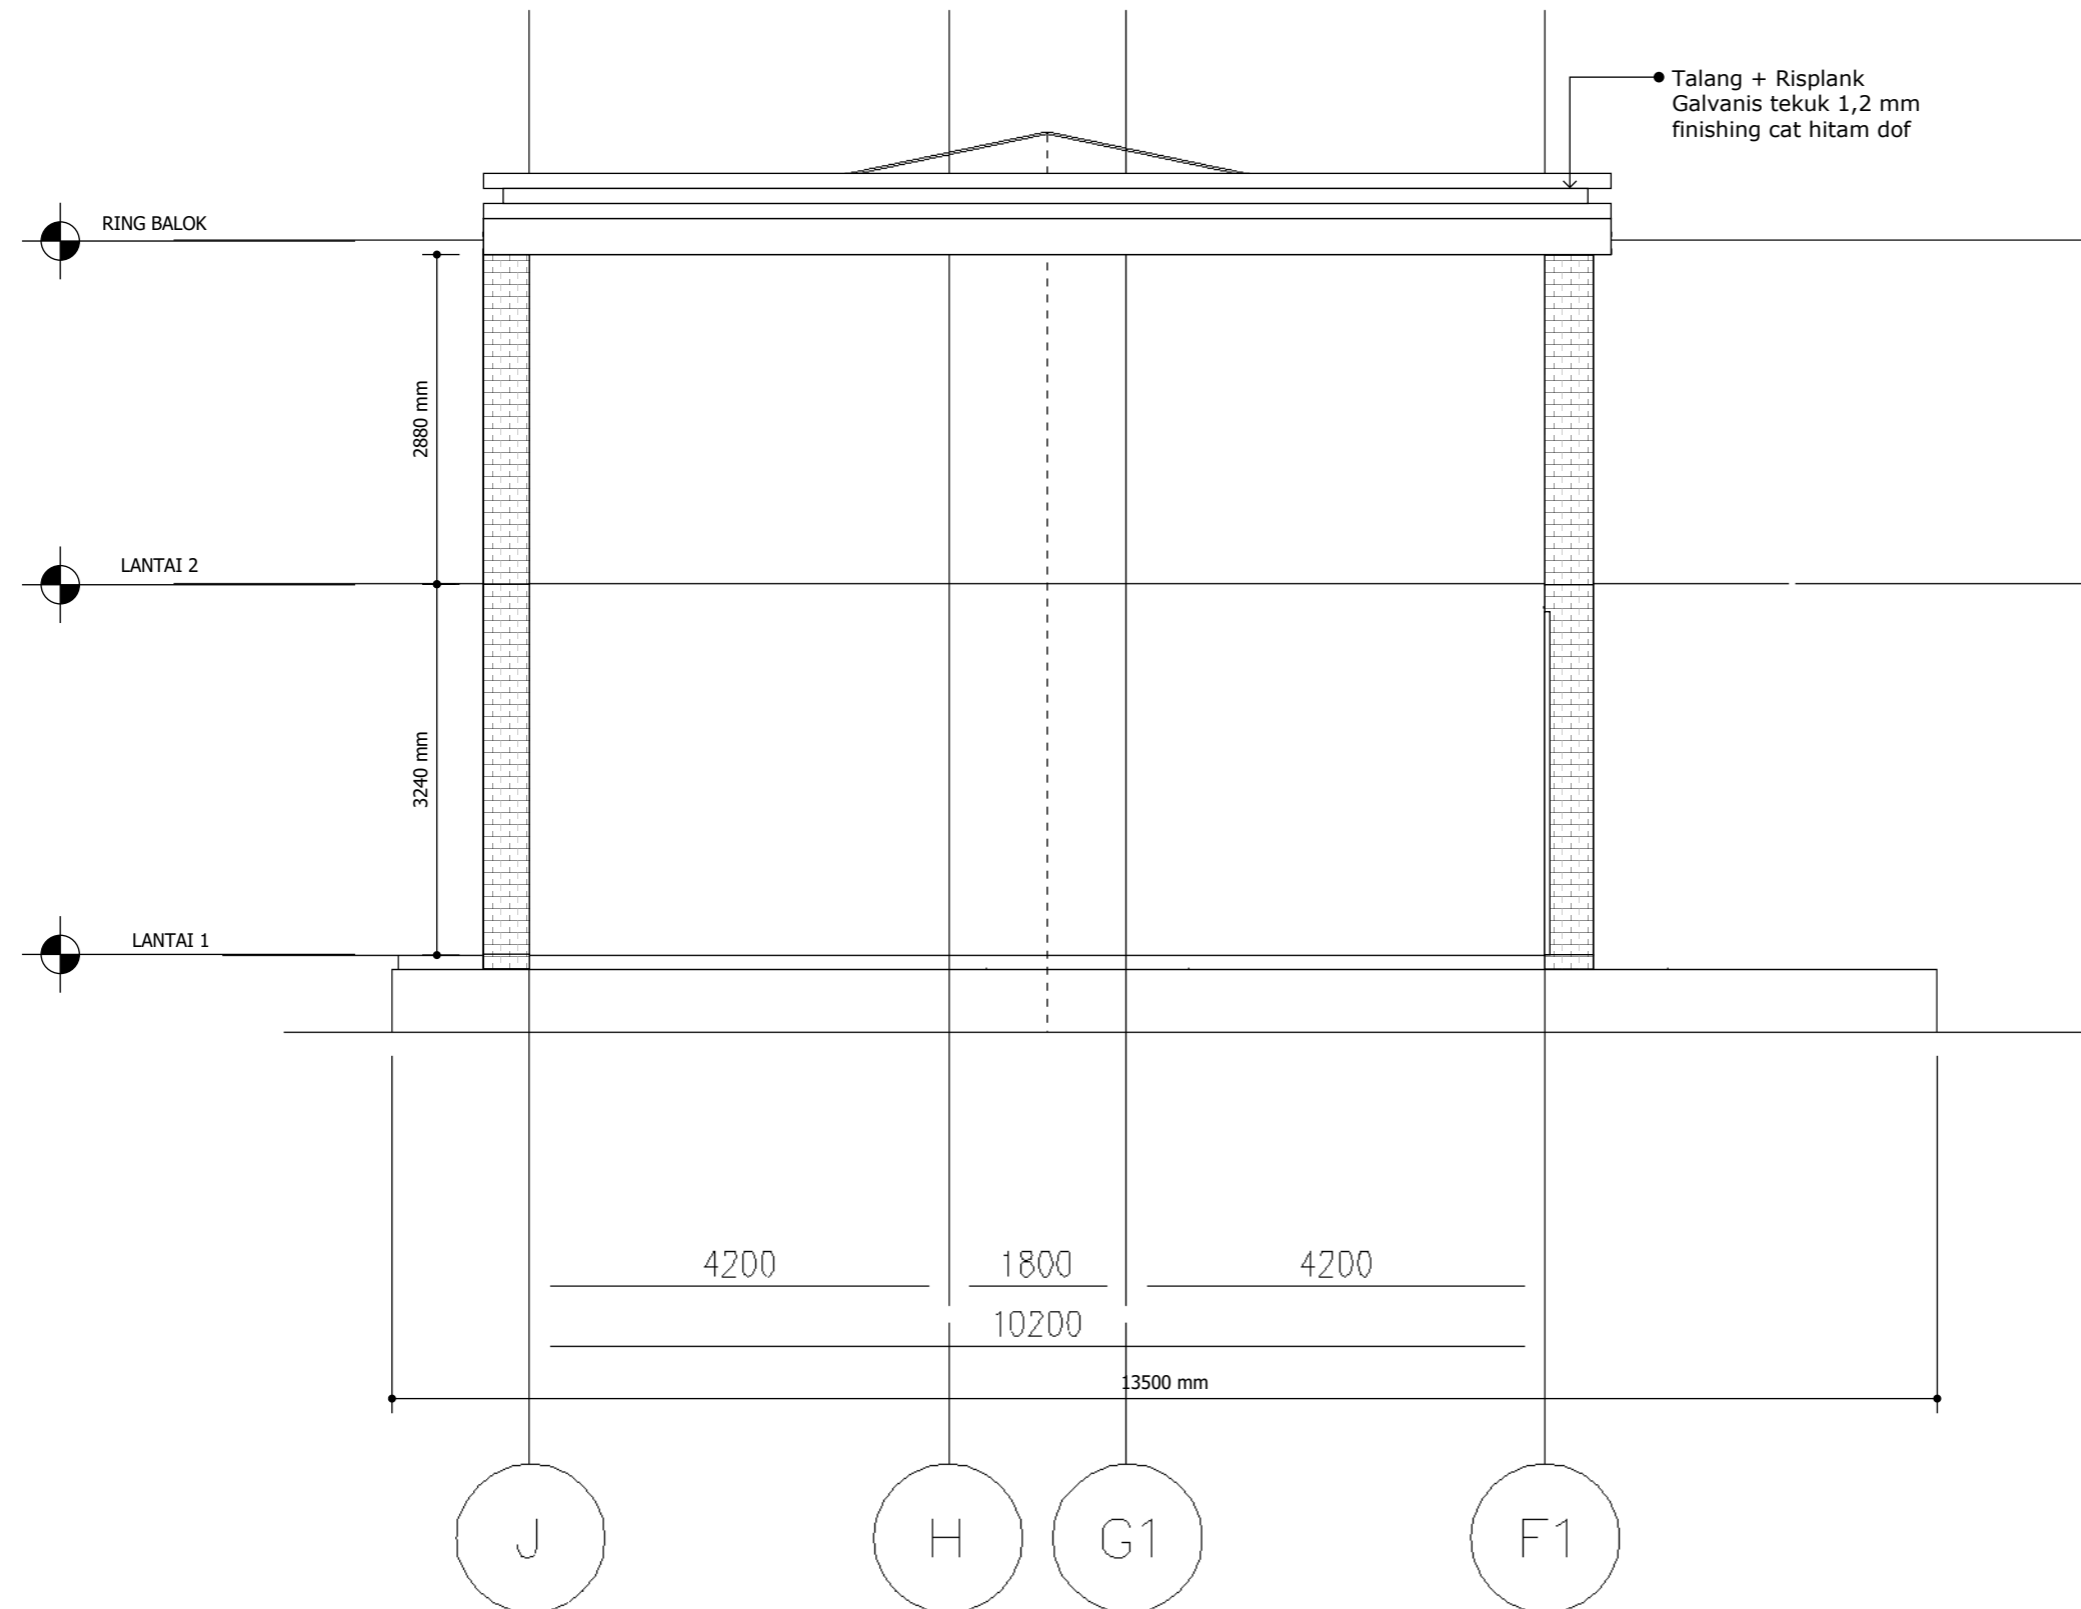 Talang + Risplank
Galvanis tekuk 1,2 mm
finishing cat hitam dof
RING BALOK
2880 mm
LANTAI 2
3240 mm
LANTAI 1
4200 1800 4200
10200
13500 mm
J H G1 F1